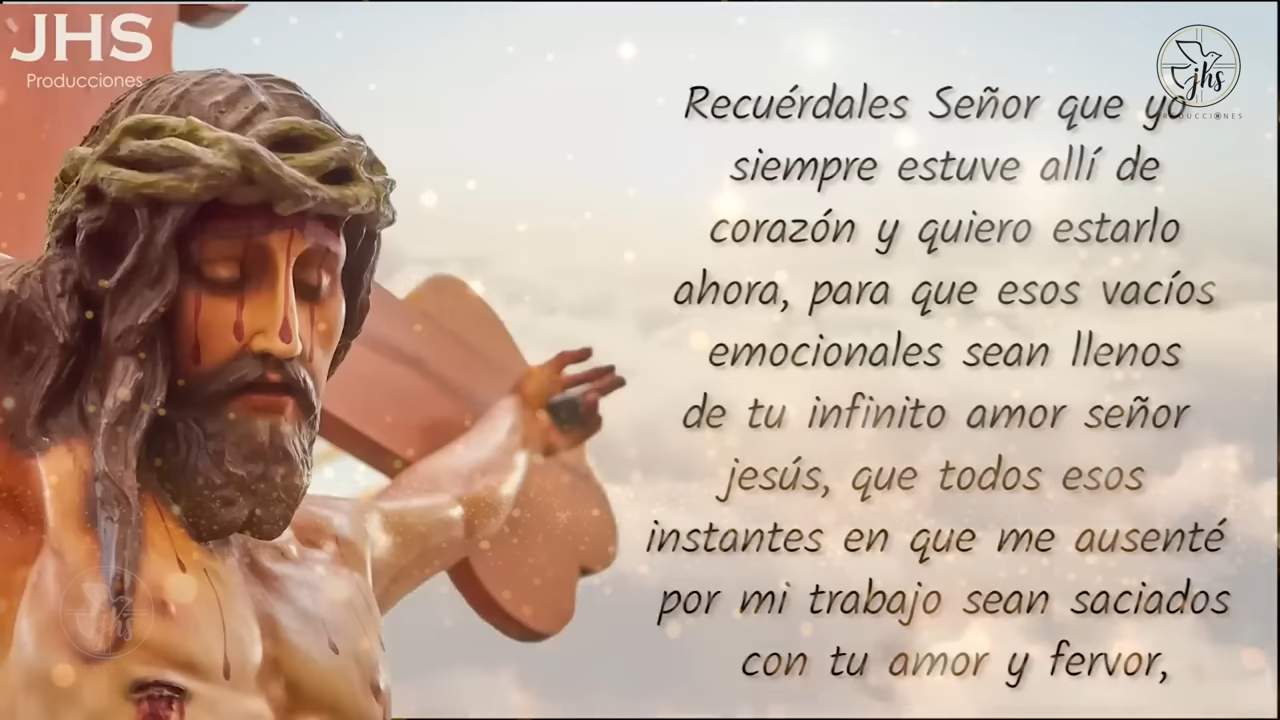 JHS
Producciones
jhs
PRODUCCIONES
Recuérdales Señor que yo
siempre estuve allí de
corazón y quiero estarlo
ahora, para que esos vacíos
emocionales sean llenos
de tu infinito amor señor
jesús, que todos esos
instantes en que me ausenté
por mi trabajo sean saciados
con tu amor y fervor,
jhs